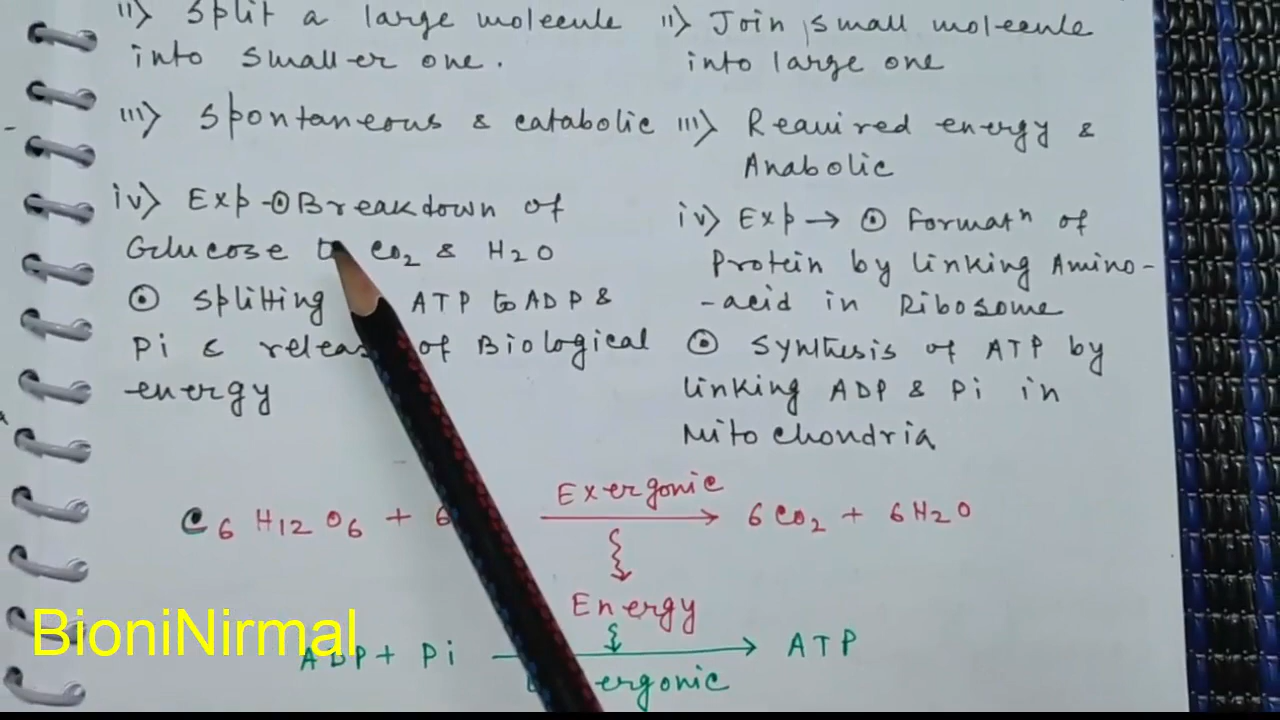 ii) Split a large molecule
into smaller one.
iii) Spontaneous & catabolic
iv) Exp - ⊙ Breakdown of
Glucose to CO2 & H2O
⊙ Splitting ATP to ADP &
Pi & releas of Biological
energy
ii) Join small molecule
into large one
iii) Required energy &
Anabolic
iv) Exp → ⊙ Formatn of
Protein by linking Amino-
-acid in Ribosome
⊙ Synthesis of ATP by
linking ADP & Pi in
Mitochondria
C6 H12 O6 + 6 Exergonic → 6 CO2 + 6H2O
Energy
ADP + Pi → ATP
ergonic
BioniNirmal